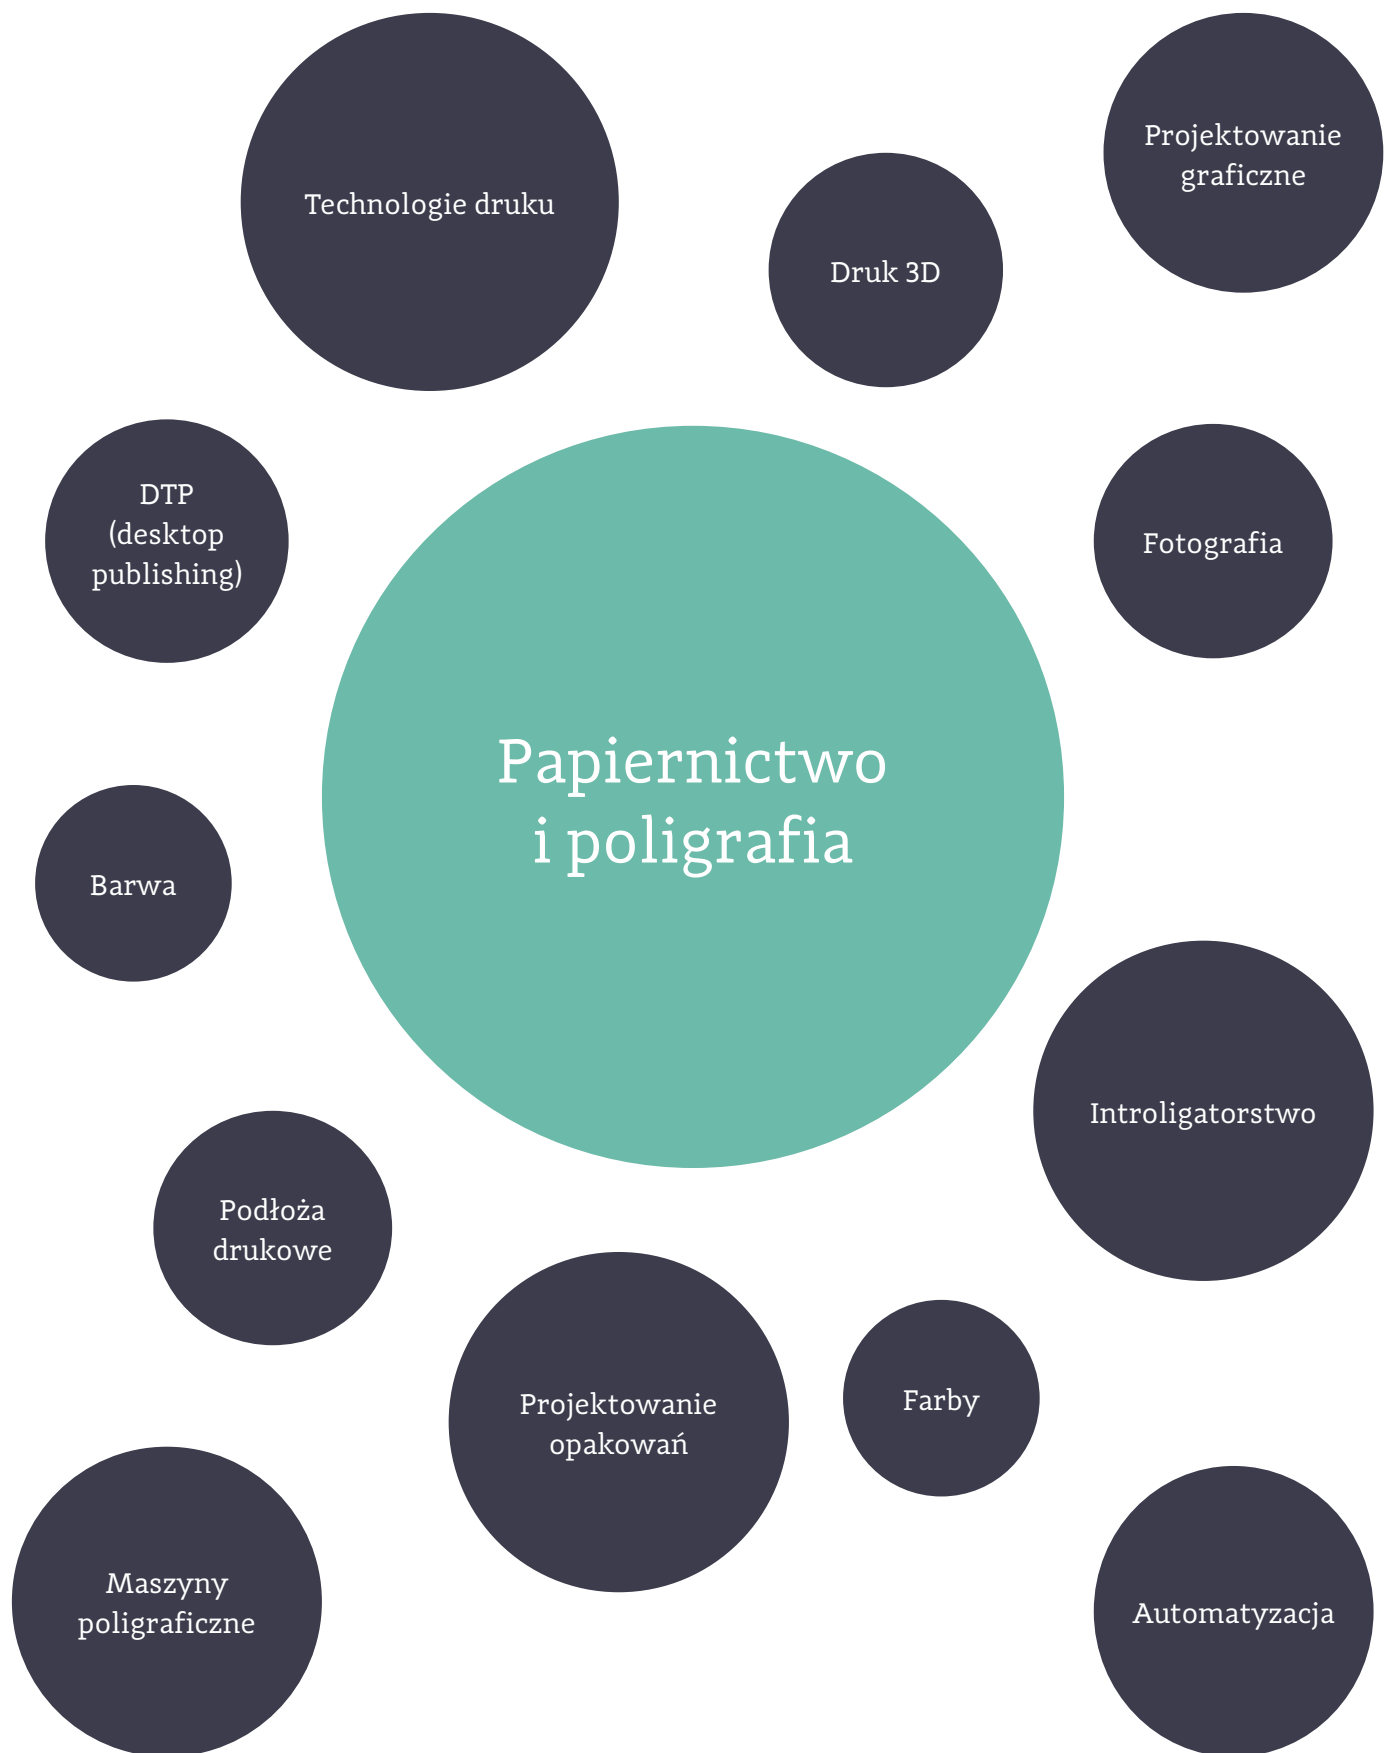 Technologie druku
Projektowanie
graficzne
Druk 3D
DTP
(desktop
publishing)
Fotografia
Papiernictwo
i poligrafia
Barwa
Introligatorstwo
Podłoża
drukowe
Projektowanie
opakowań
Farby
Maszyny
poligraficzne
Automatyzacja